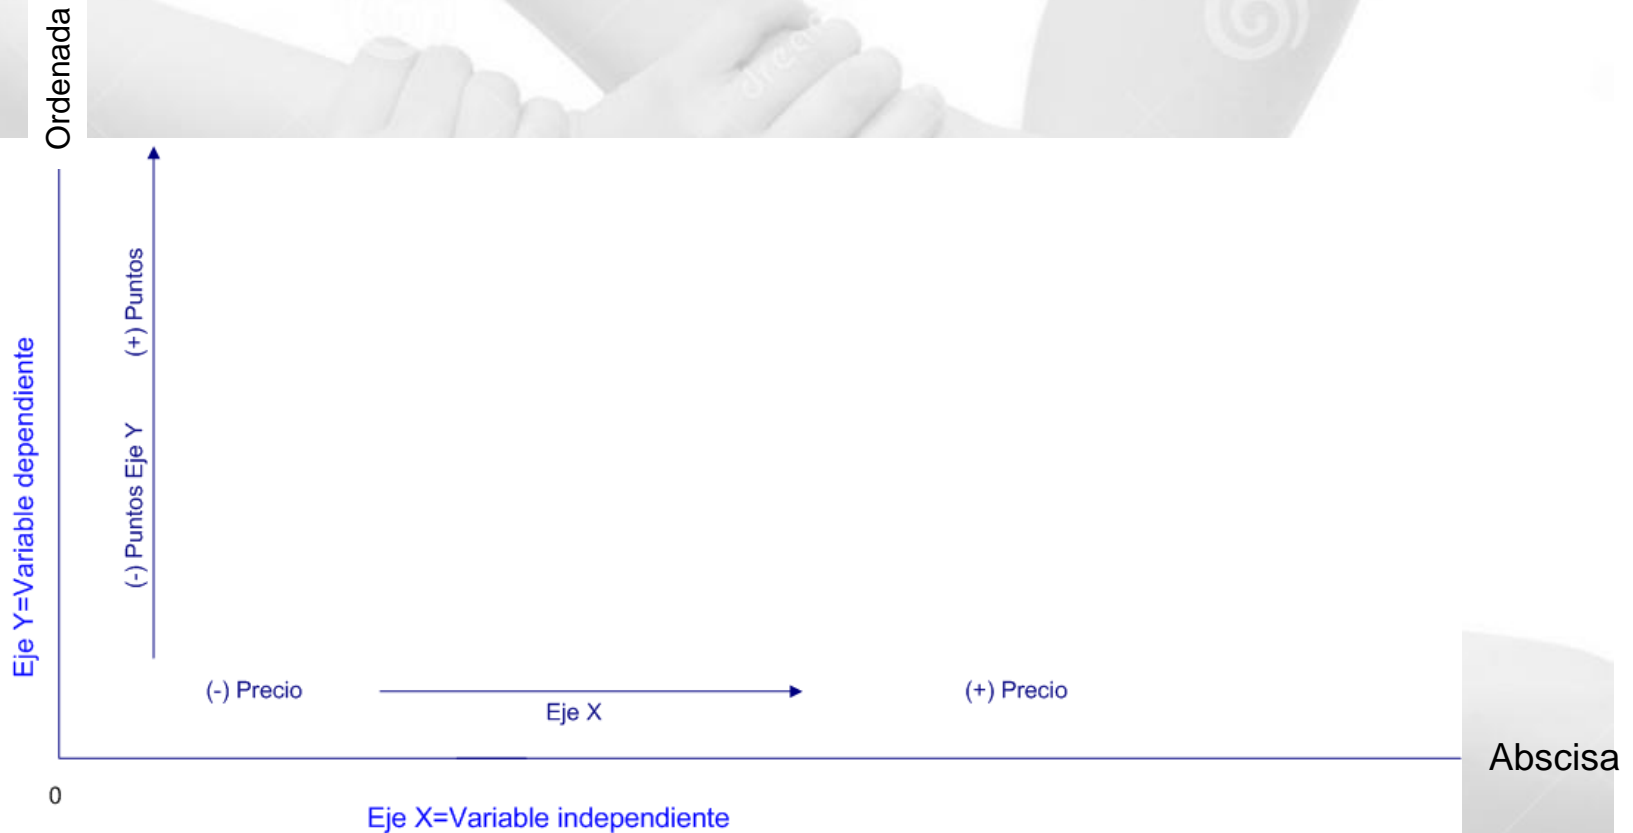 Ordenada
(+) Puntos
(-) Puntos Eje Y
Eje Y=Variable dependiente
(-) Precio
Eje X
(+) Precio
Abscisa
0
Eje X=Variable independiente